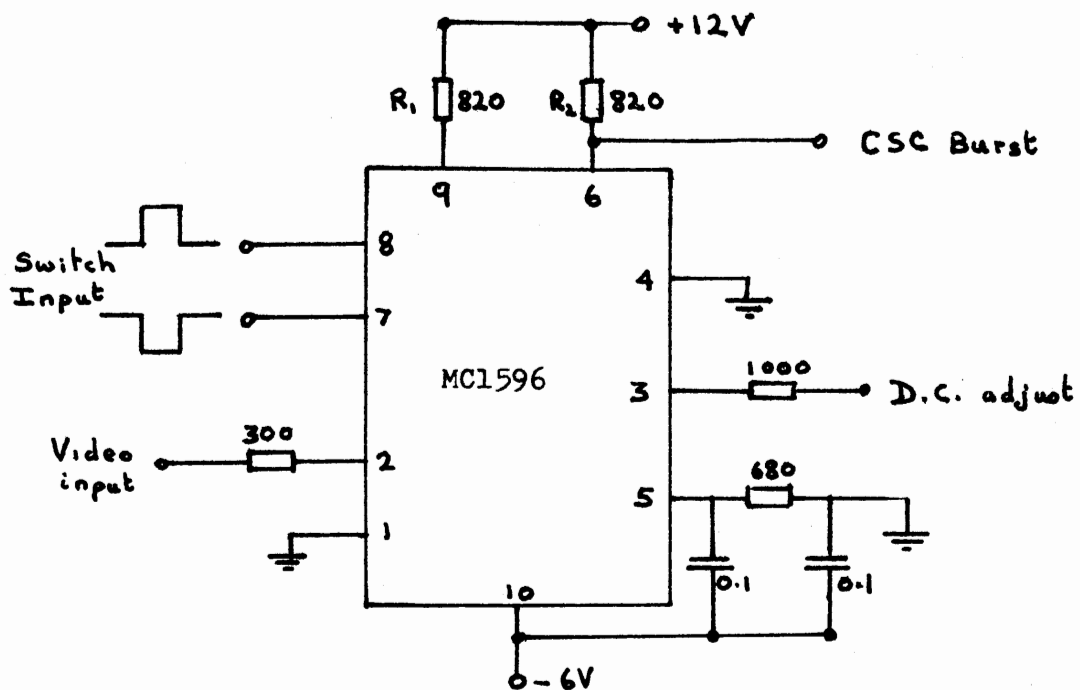 +12V
R₁ 820 R₂ 820
CSC Burst
9 6
8
Switch
Input
4
7
MC1596
1000
3 D.C. adjust
300
Video
input
2
680
5
1
0.1 0.1
10
-6V